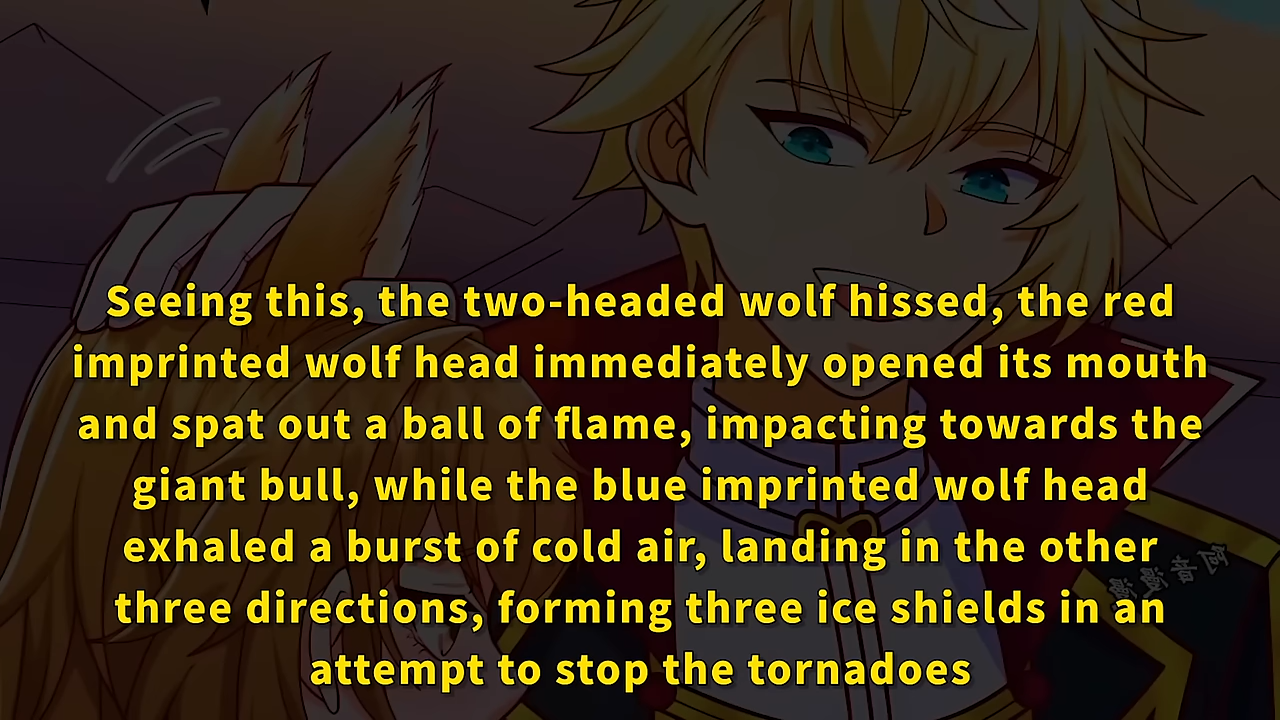 Seeing this, the two-headed wolf hissed, the red
imprinted wolf head immediately opened its mouth
and spat out a ball of flame, impacting towards the
giant bull, while the blue imprinted wolf head
exhaled a burst of cold air, landing in the other
three directions, forming three ice shields in an
attempt to stop the tornadoes